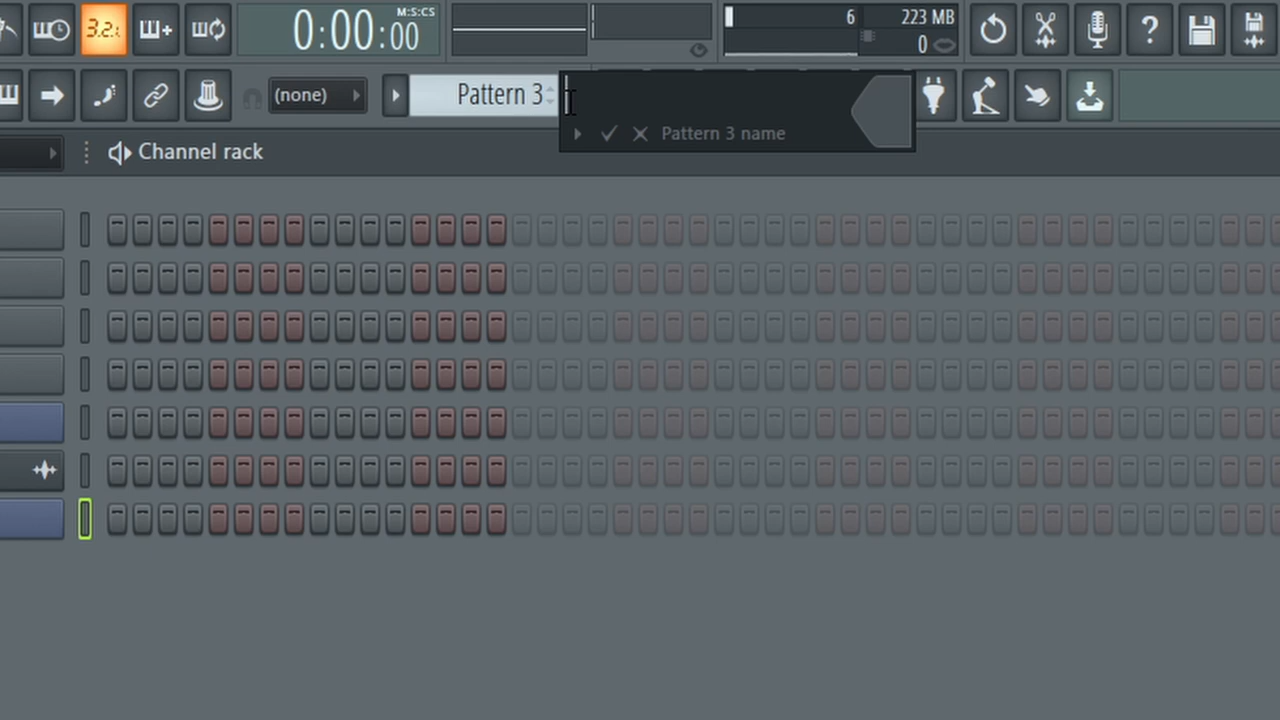 3.2.
0:00:00
M:S:CS
6
223 MB
0
?
(none)
Pattern 3
Pattern 3 name
Channel rack